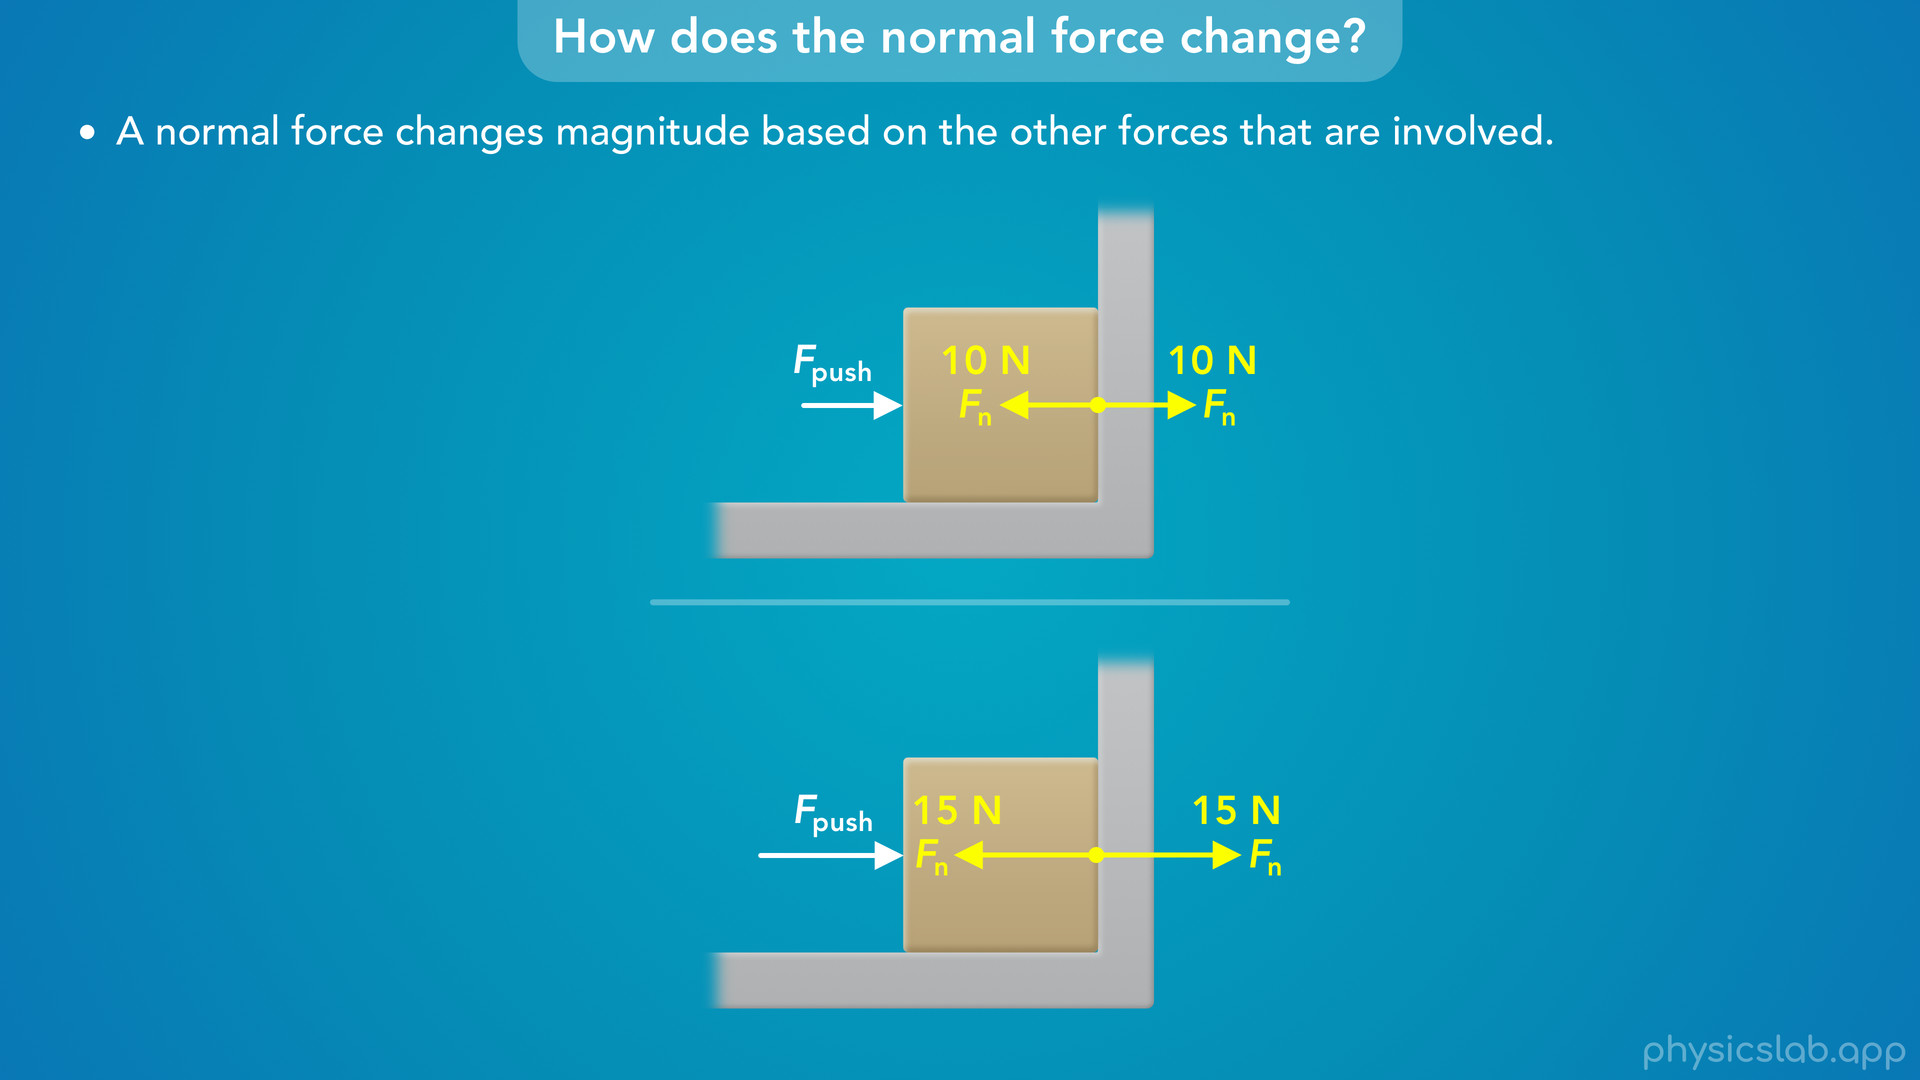 How does the normal force change?
• A normal force changes magnitude based on the other forces that are involved.
10 N 10 N
Fpush
Fn Fn
15 N 15 N
Fpush
Fn Fn
physicslab.app